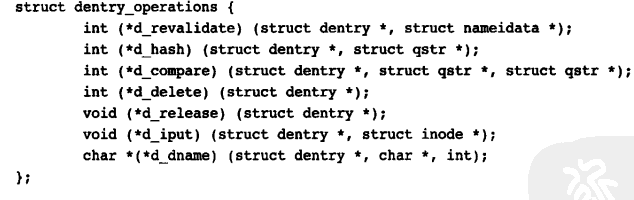 struct dentry_operations {
        int (*d_revalidate) (struct dentry *, struct nameidata *);
        int (*d_hash) (struct dentry *, struct qstr *);
        int (*d_compare) (struct dentry *, struct qstr *, struct qstr *);
        int (*d_delete) (struct dentry *);
        void (*d_release) (struct dentry *);
        void (*d_iput) (struct dentry *, struct inode *);
        char *(*d_dname) (struct dentry *, char *, int);
};